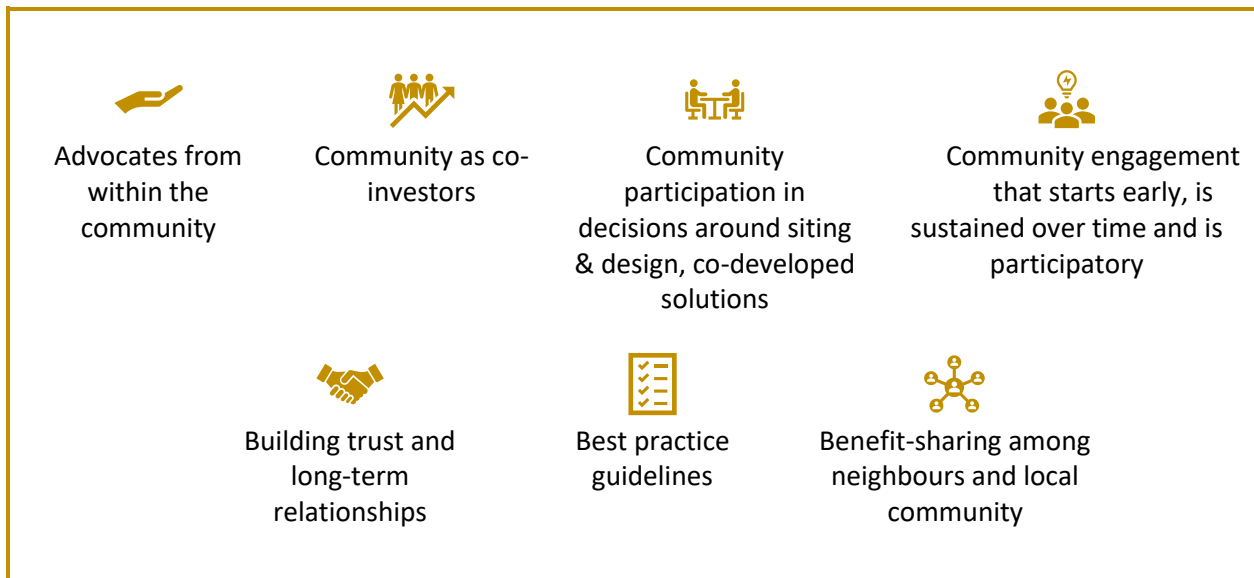 Advocates from
within the
community
Community as co-
investors
Community
participation in
decisions around siting
& design, co-developed
solutions
Community engagement
that starts early, is
sustained over time and is
participatory
Building trust and
long-term
relationships
Best practice
guidelines
Benefit-sharing among
neighbours and local
community